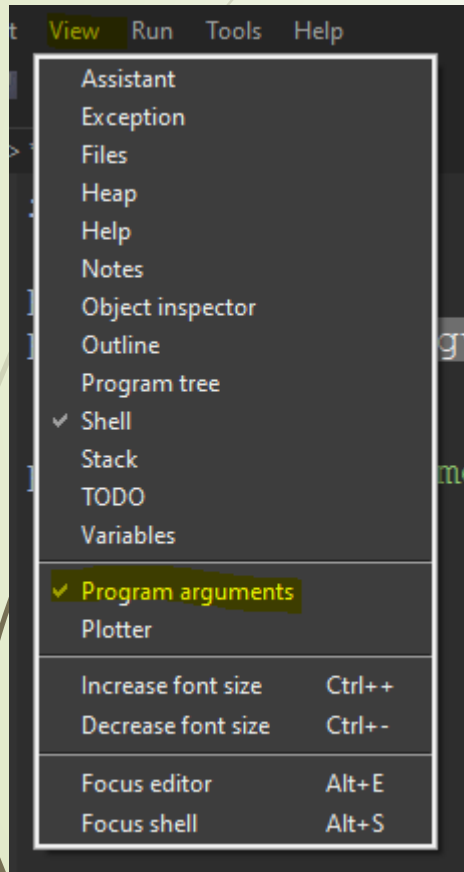 View Run Tools Help
Assistant
Exception
Files
Heap
Help
Notes
Object inspector
Outline
Program tree
Shell
Stack
TODO
Variables
Program arguments
Plotter
Increase font size Ctrl++
Decrease font size Ctrl+-
Focus editor Alt+E
Focus shell Alt+S